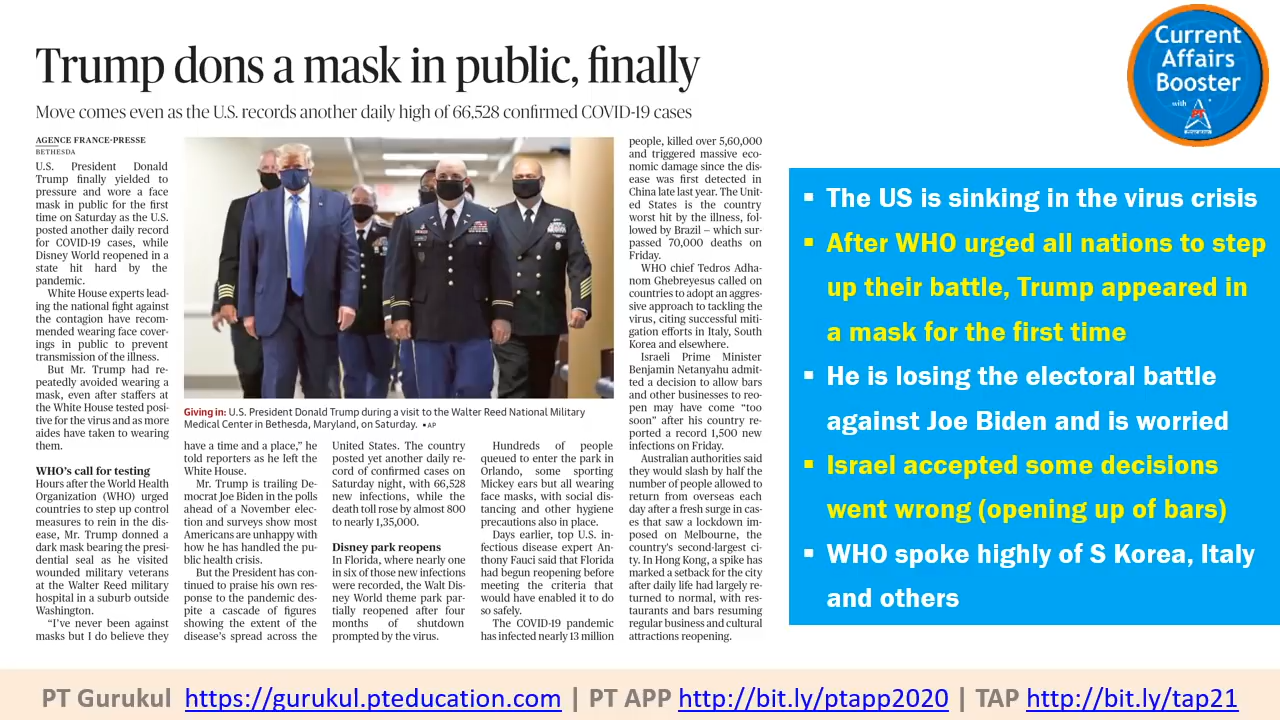 Trump dons a mask in public, finally
Move comes even as the U.S. records another daily high of 66,528 confirmed COVID-19 cases
AGENCE FRANCE-PRESSE
BETHESDA
U.S. President Donald
Trump finally yielded to
pressure and wore a face
mask in public for the first
time on Saturday as the U.S.
posted another daily record
for COVID-19 cases, while
Disney World reopened in a
state hit hard by the
pandemic.
White House experts lead-
ing the national fight against
the contagion have recom-
mended wearing face cover-
ings in public to prevent
transmission of the illness.
But Mr. Trump had re-
peatedly avoided wearing a
mask, even after staffers at
the White House tested posi-
tive for the virus and as more
aides have taken to wearing
them.
WHO's call for testing
Hours after the World Health
Organization (WHO) urged
countries to step up control
measures to rein in the dis-
ease, Mr. Trump donned a
dark mask bearing the presi-
dential seal as he visited
wounded military veterans
at the Walter Reed military
hospital in a suburb outside
Washington.
"I've never been against
masks but I do believe they
Giving in: U.S. President Donald Trump during a visit to the Walter Reed National Military
Medical Center in Bethesda, Maryland, on Saturday. ▪AP
have a time and a place," he
told reporters as he left the
White House.
Mr. Trump is trailing De-
mocrat Joe Biden in the polls
ahead of a November elec-
tion and surveys show most
Americans are unhappy with
how he has handled the pu-
blic health crisis.
But the President has con-
tinued to praise his own res-
ponse to the pandemic des-
pite a cascade of figures
showing the extent of the
disease's spread across the
United States. The country
posted yet another daily re-
cord of confirmed cases on
Saturday night, with 66,528
new infections, while the
death toll rose by almost 800
to nearly 1,35,000.
Disney park reopens
In Florida, where nearly one
in six of those new infections
were recorded, the Walt Dis-
ney World theme park par-
tially reopened after four
months of shutdown
prompted by the virus.
Hundreds of people
queued to enter the park in
Orlando, some sporting
Mickey ears but all wearing
face masks, with social dis-
tancing and other hygiene
precautions also in place.
Days earlier, top U.S. in-
fectious disease expert An-
thony Fauci said that Florida
had begun reopening before
meeting the criteria that
would have enabled it to do
so safely.
The COVID-19 pandemic
has infected nearly 13 million
people, killed over 5,60,000
and triggered massive eco-
nomic damage since the dis-
ease was first detected in
China late last year. The Unit-
ed States is the country
worst hit by the illness, fol-
lowed by Brazil — which sur-
passed 70,000 deaths on
Friday.
WHO chief Tedros Adha-
nom Ghebreyesus called on
countries to adopt an aggres-
sive approach to tackling the
virus, citing successful miti-
gation efforts in Italy, South
Korea and elsewhere.
Israeli Prime Minister
Benjamin Netanyahu admit-
ted a decision to allow bars
and other businesses to reo-
pen may have come "too
soon" after his country re-
ported a record 1,500 new
infections on Friday.
Australian authorities said
they would slash by half the
number of people allowed to
return from overseas each
day after a fresh surge in cas-
es that saw a lockdown im-
posed on Melbourne, the
country's second-largest ci-
ty. In Hong Kong, a spike has
marked a setback for the city
after daily life had largely re-
turned to normal, with res-
taurants and bars resuming
regular business and cultural
attractions reopening.
Current
Affairs
Booster
with
PT
▪ The US is sinking in the virus crisis
▪ After WHO urged all nations to step
up their battle, Trump appeared in
a mask for the first time
▪ He is losing the electoral battle
against Joe Biden and is worried
▪ Israel accepted some decisions
went wrong (opening up of bars)
▪ WHO spoke highly of S Korea, Italy
and others
PT Gurukul https://gurukul.pteducation.com | PT APP http://bit.ly/ptapp2020 | TAP http://bit.ly/tap21